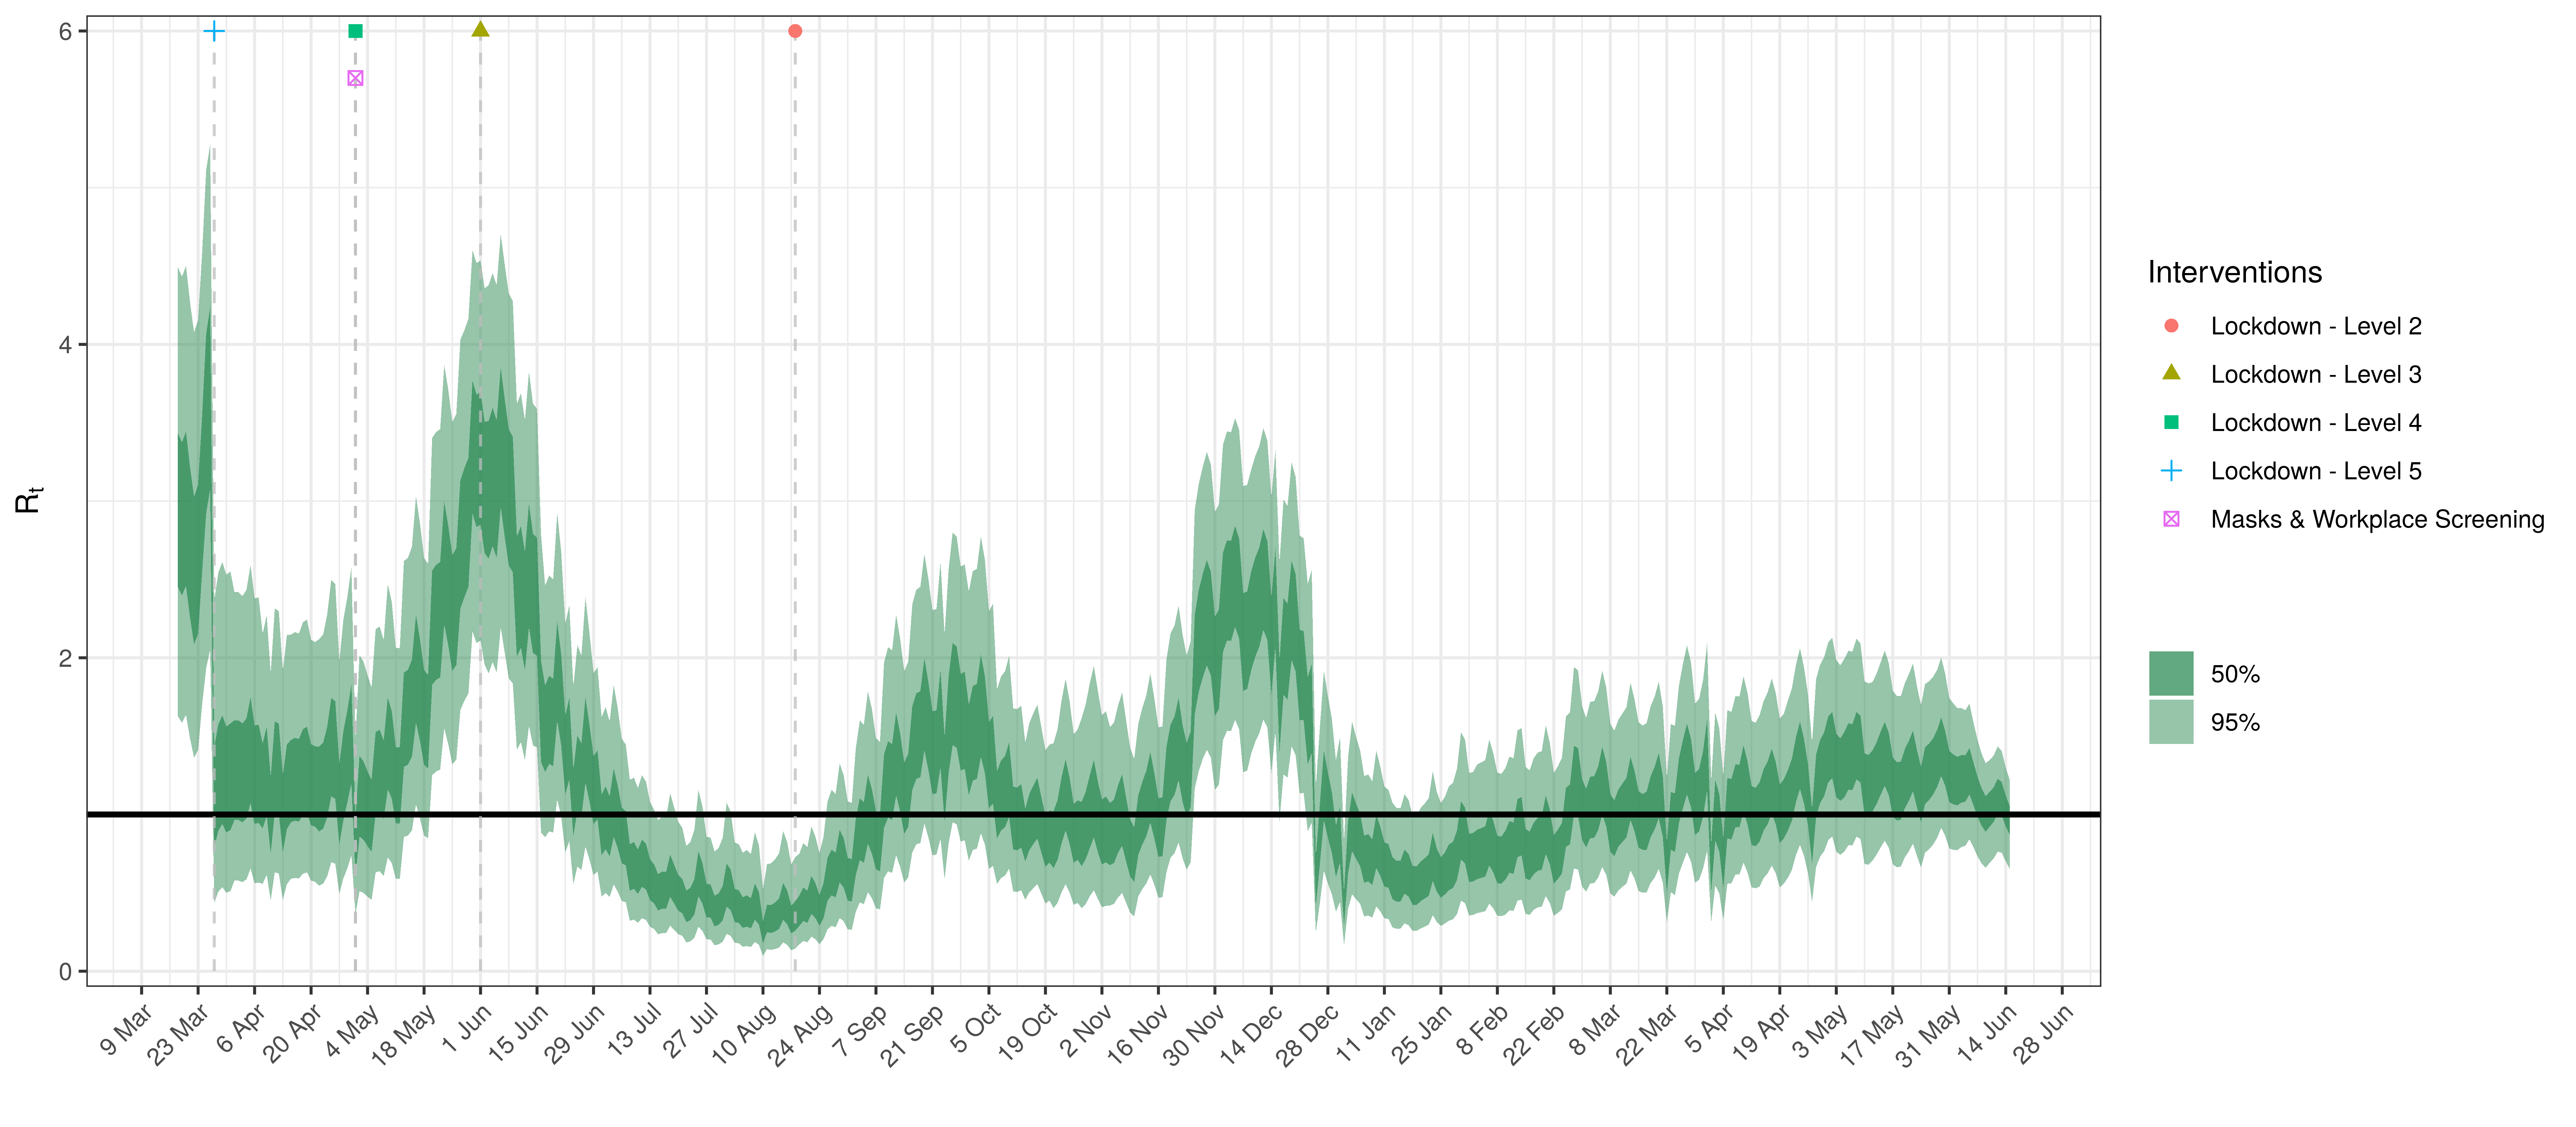 6
4
2
0
Rt
9 Mar
23 Mar
6 Apr
20 Apr
4 May
18 May
1 Jun
15 Jun
29 Jun
13 Jul
27 Jul
10 Aug
24 Aug
7 Sep
21 Sep
5 Oct
19 Oct
2 Nov
16 Nov
30 Nov
14 Dec
28 Dec
11 Jan
25 Jan
8 Feb
22 Feb
8 Mar
22 Mar
5 Apr
19 Apr
3 May
17 May
31 May
14 Jun
28 Jun
Interventions
Lockdown - Level 2
Lockdown - Level 3
Lockdown - Level 4
Lockdown - Level 5
Masks & Workplace Screening
50%
95%